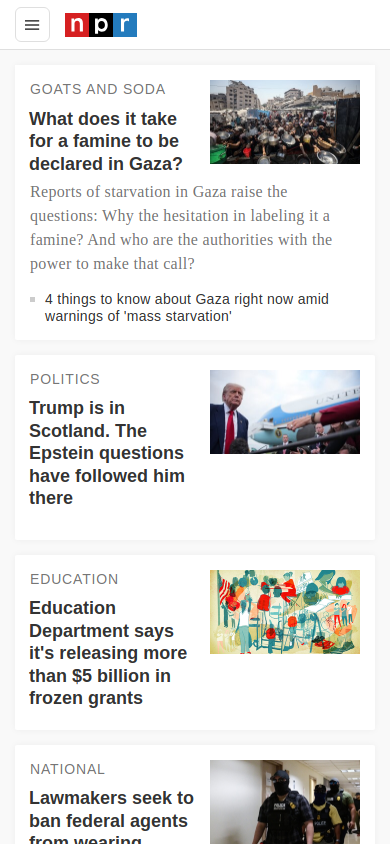 npr
GOATS AND SODA
What does it take
for a famine to be
declared in Gaza?
Reports of starvation in Gaza raise the
questions: Why the hesitation in labeling it a
famine? And who are the authorities with the
power to make that call?
4 things to know about Gaza right now amid
warnings of 'mass starvation'
POLITICS
Trump is in
Scotland. The
Epstein questions
have followed him
there
EDUCATION
Education
Department says
it's releasing more
than $5 billion in
frozen grants
NATIONAL
Lawmakers seek to
ban federal agents
from wearing